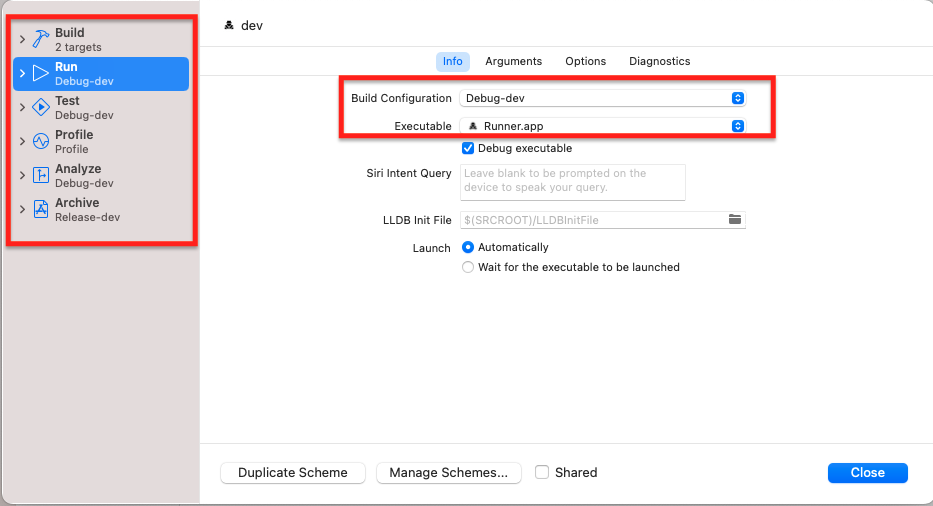 dev
Build
2 targets
Run
Debug-dev
Test
Debug-dev
Profile
Profile
Analyze
Debug-dev
Archive
Release-dev
Info Arguments Options Diagnostics
Build Configuration Debug-dev
Executable Runner.app
Debug executable
Siri Intent Query Leave blank to be prompted on the
device to speak your query.
LLDB Init File $(SRCROOT)/LLDBInitFile
Launch Automatically
Wait for the executable to be launched
Duplicate Scheme Manage Schemes... Shared Close